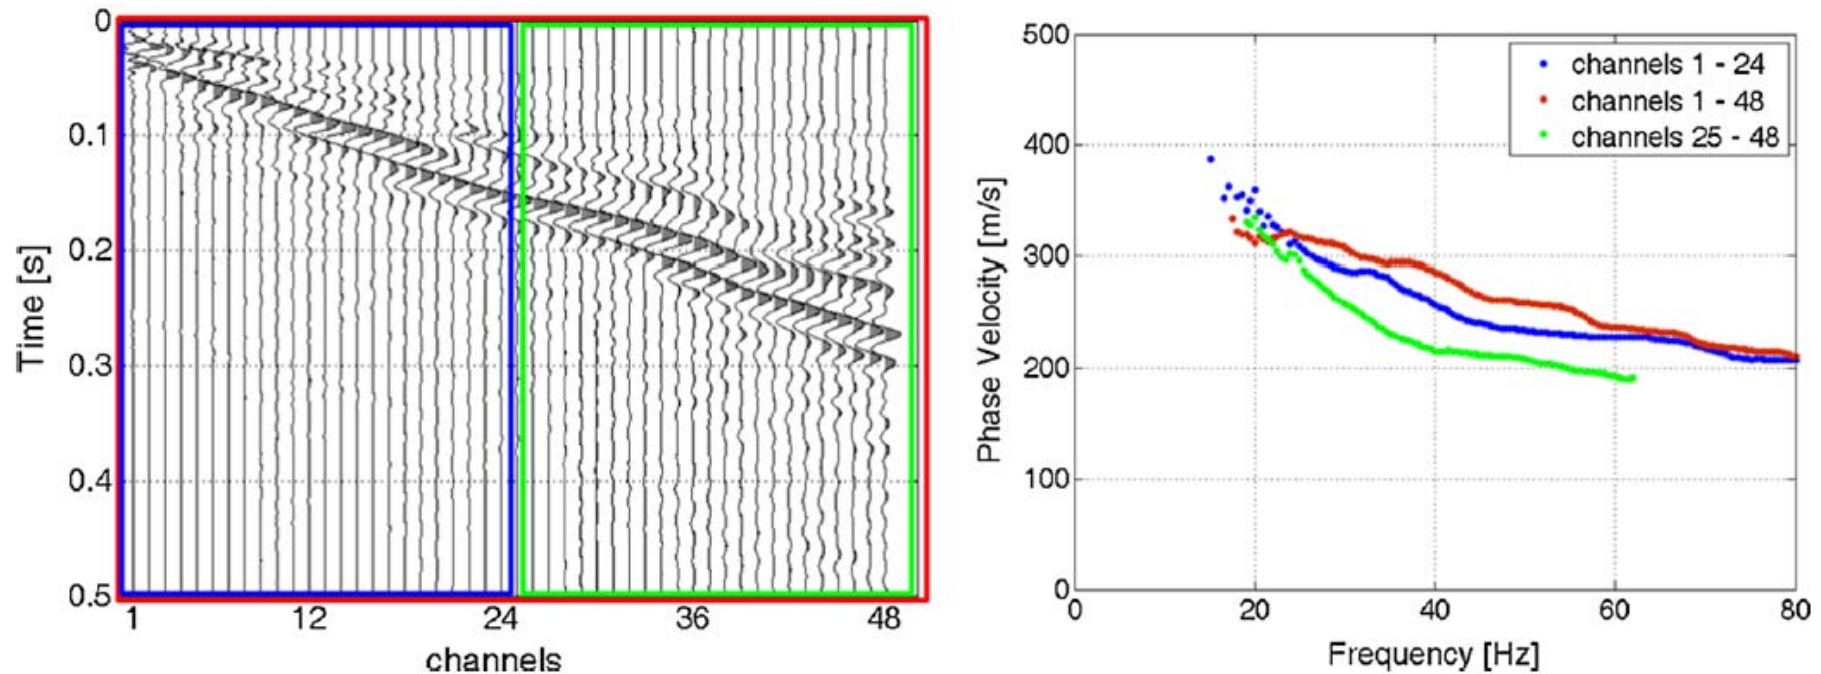 0
0.1
0.2
0.3
0.4
0.5
Time [s]
1 12 24 36 48
channels
500
400
300
200
100
0
Phase Velocity [m/s]
channels 1 - 24
channels 1 - 48
channels 25 - 48
0 20 40 60 80
Frequency [Hz]